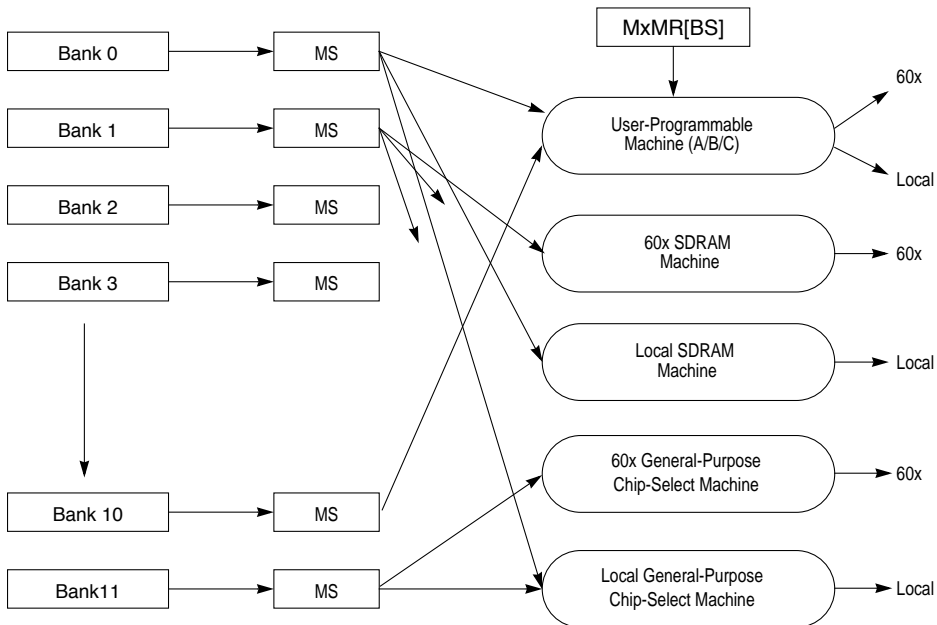 MxMR[BS]
Bank 0
MS
60x
Bank 1
MS
User-Programmable
Machine (A/B/C)
Local
Bank 2
MS
60x SDRAM
Machine
60x
Bank 3
MS
Local SDRAM
Machine
Local
60x General-Purpose
Chip-Select Machine
60x
Bank 10
MS
Bank11
MS
Local General-Purpose
Chip-Select Machine
Local